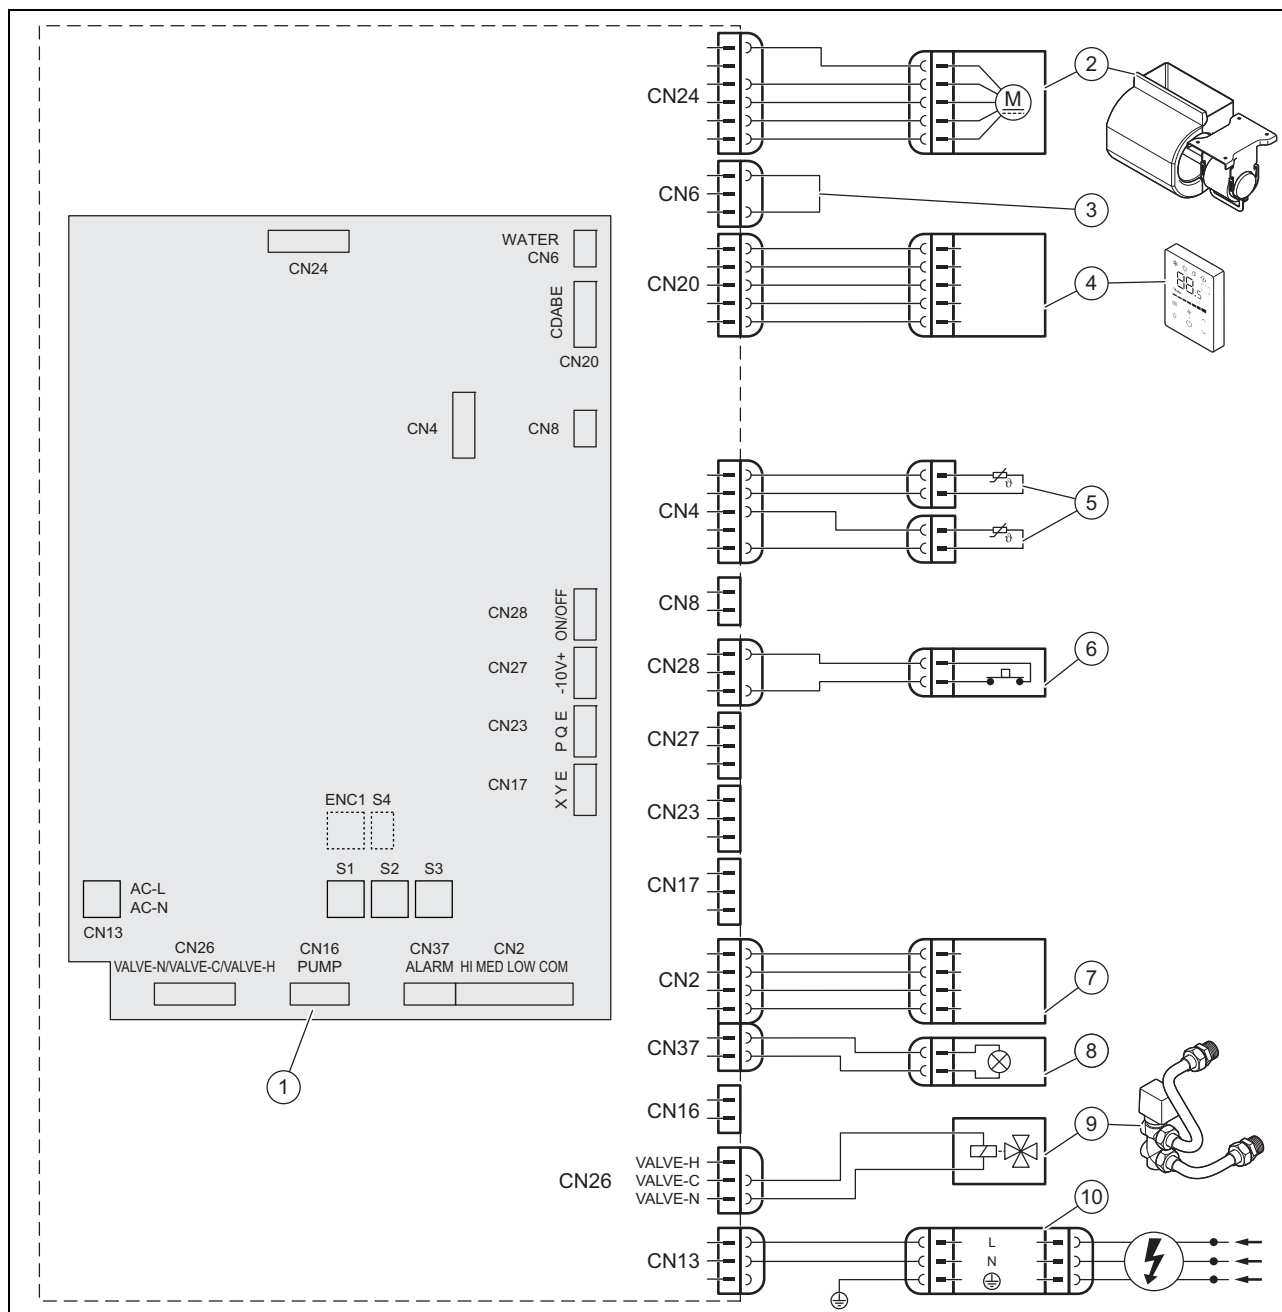 CN24
M
2
CN6
3
CN20
4
CN24
WATER
CN6
CDABE
CN20
CN4
CN8
CN4
ϑ
ϑ
5
CN8
CN28
ON/OFF
CN28
6
CN27
-10V+
CN27
CN23
P Q E
CN23
CN17
X Y E
CN17
ENC1 S4
S1 S2 S3
AC-L
AC-N
CN13
CN26 CN16 CN37 CN2
VALVE-N/VALVE-C/VALVE-H PUMP ALARM HI MED LOW COM
1
CN2
7
CN37
8
CN16
CN26
VALVE-H
VALVE-C
VALVE-N
9
10
CN13
L
N